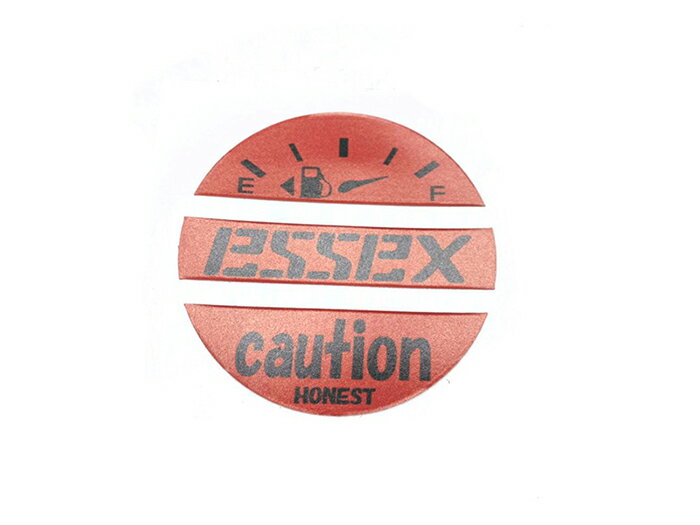 E F
essex
caution
HONEST